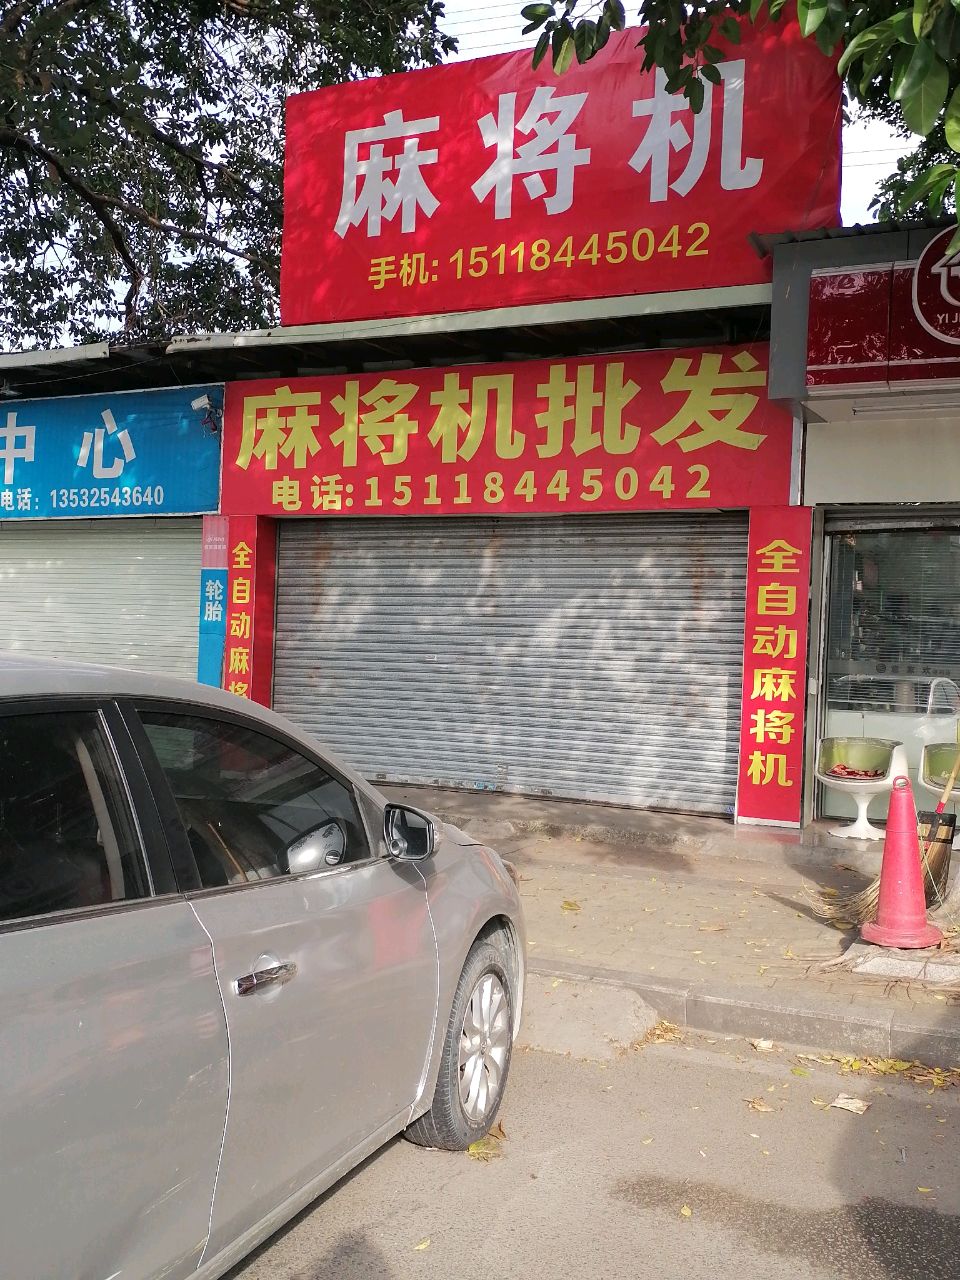 麻将机
手机: 15118445042
麻将机批发
电话: 15118445042
中心
电话: 13532543640
轮胎
全自动麻将
全自动麻将机
YI J